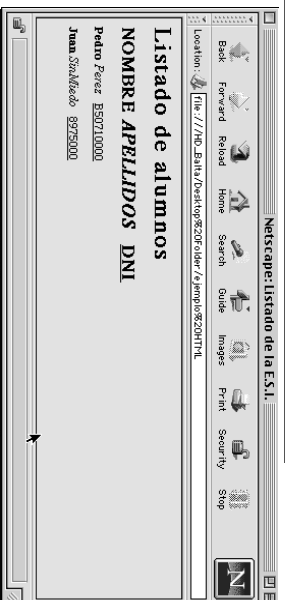 Netscape: Listado de la E.S.I.
Back Forward Reload Home Search Guide Images Print Security Stop
N
Location: file:///HD_Balta/Desktop%20Folder/ejemplo%20HTML
Listado de alumnos
NOMBRE APELLIDOS DNI
Pedro Perez B50710000
Juan SinMiedo 8975000